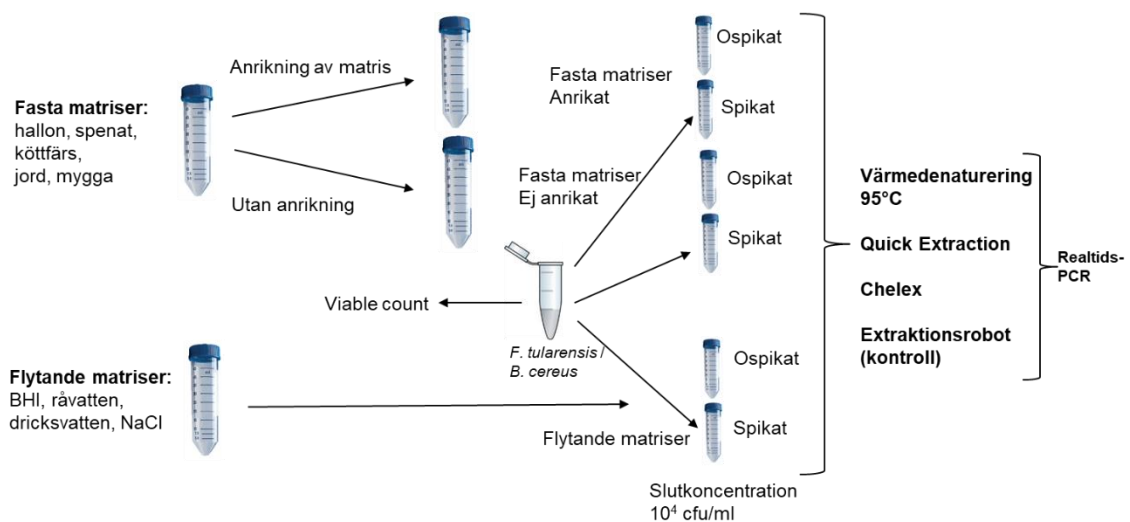 Anrikning av matris
Fasta matriser:
hallon, spenat,
köttfärs,
jord, mygga
Utan anrikning
Fasta matriser
Anrikat
Ospikat
Spikat
Fasta matriser
Ej anrikat
Ospikat
Spikat
Viable count
F. tularensis /
B. cereus
Flytande matriser:
BHI, råvatten,
dricksvatten, NaCl
Flytande matriser
Ospikat
Spikat
Slutkoncentration
10⁴ cfu/ml
Värmedenaturering
95°C
Quick Extraction
Chelex
Extraktionsrobot
(kontroll)
Realtids-
PCR